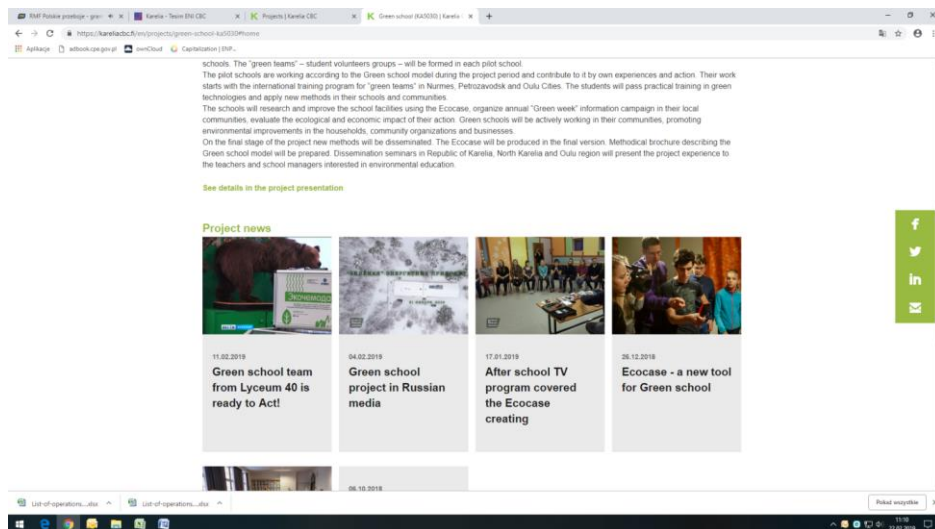 RMF Polskie przeboje - gran
Karelia - Tesim ENI CBC
Projects | Karelia CBC
Green school (KA5030) | Karelia
https://kareliacbc.fi/en/projects/green-school-ka5030#home
Aplikacje
adbook.cpe.gov.pl
ownCloud
Capitalization | ENP...
schools. The "green teams" – student volunteers groups – will be formed in each pilot school.
The pilot schools are working according to the Green school model during the project period and contribute to it by own experiences and action. Their work
starts with the international training program for "green teams" in Nurmes, Petrozavodsk and Oulu Cities. The students will pass practical training in green
technologies and apply new methods in their schools and communities.
The schools will research and improve the school facilities using the Ecocase, organize annual "Green week" information campaign in their local
communities, evaluate the ecological and economic impact of their action. Green schools will be actively working in their communities, promoting
environmental improvements in the households, community organizations and businesses.
On the final stage of the project new methods will be disseminated. The Ecocase will be produced in the final version. Methodical brochure describing the
Green school model will be prepared. Dissemination seminars in Republic of Karelia, North Karelia and Oulu region will present the project experience to
the teachers and school managers interested in environmental education.
See details in the project presentation
Project news
11.02.2019
Green school team
from Lyceum 40 is
ready to Act!
04.02.2019
Green school
project in Russian
media
17.01.2019
After school TV
program covered
the Ecocase
creating
26.12.2018
Ecocase - a new tool
for Green school
06.10.2018
List-of-operations....xlsx
List-of-operations....xlsx
Pokaż wszystkie
11:10